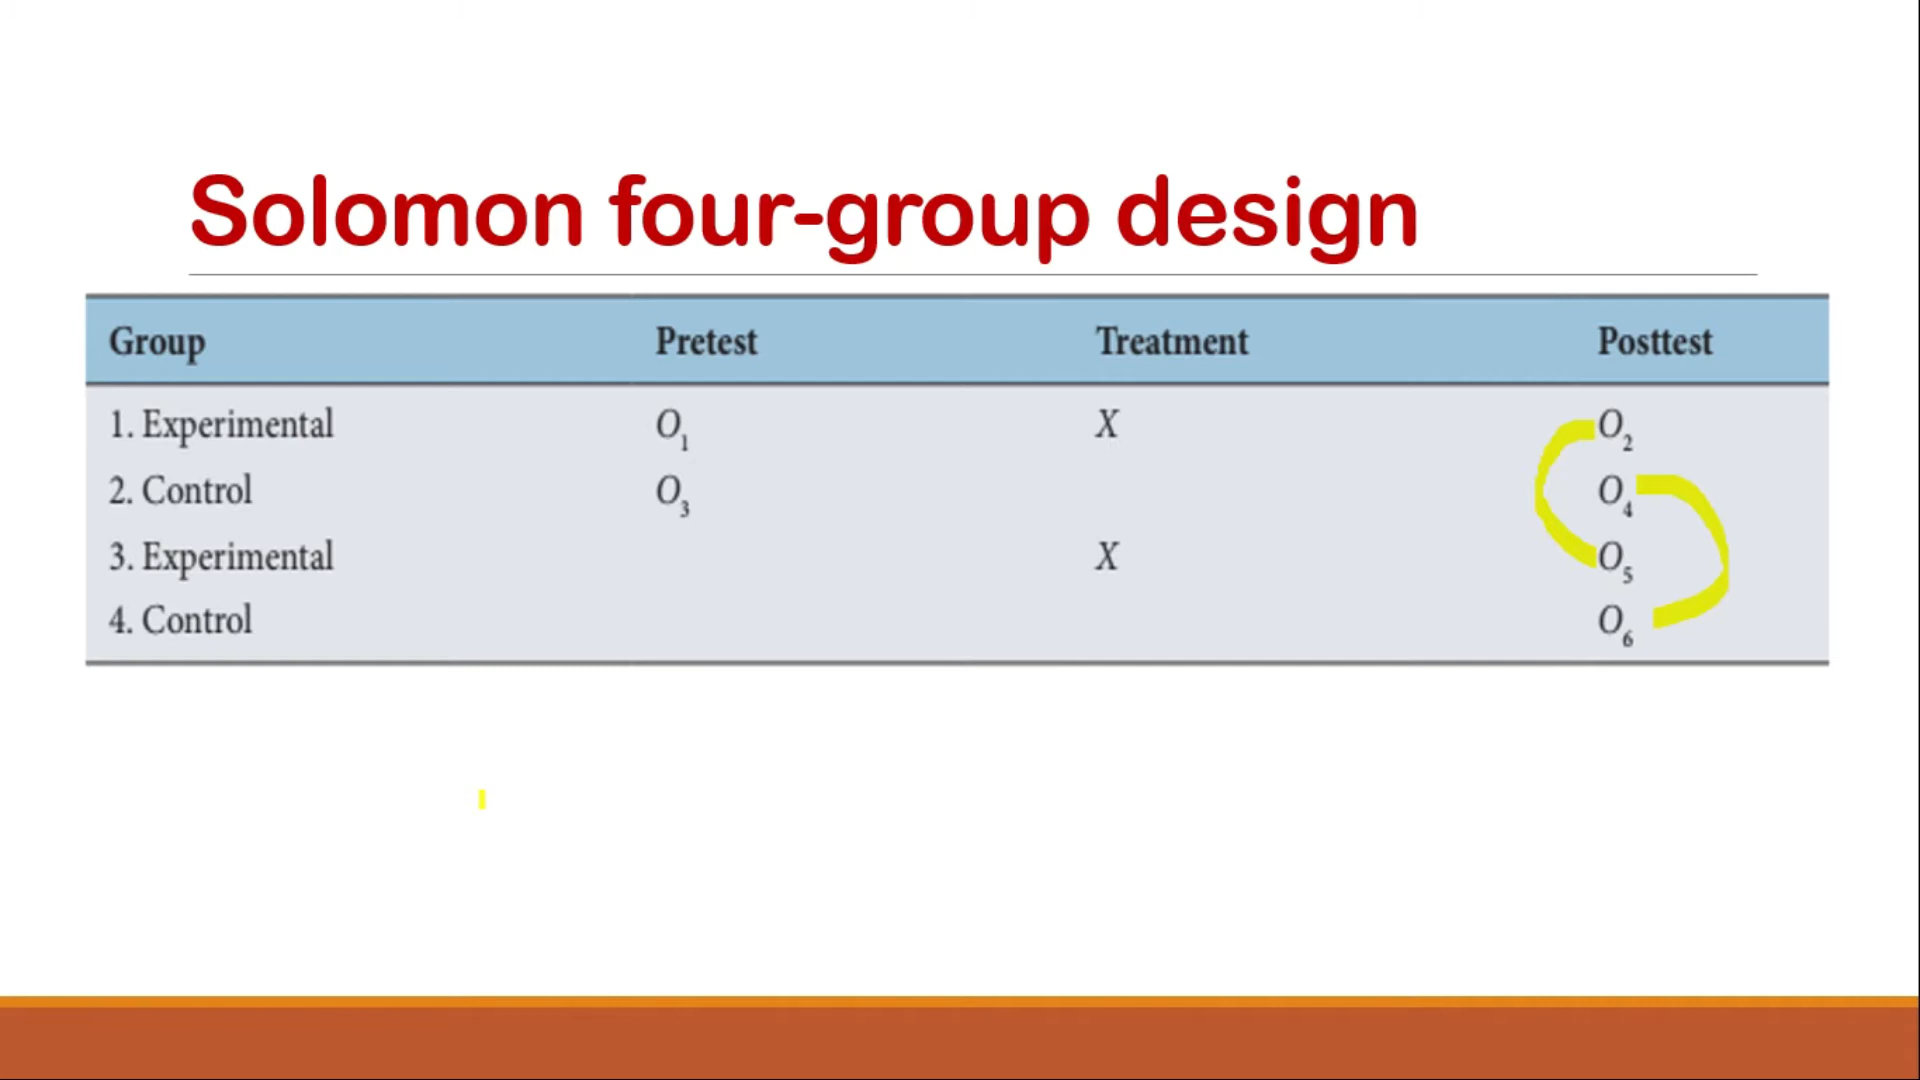 Solomon four-group design
Group Pretest Treatment Posttest
1. Experimental O₁ X O₂
2. Control O₃ O₄
3. Experimental X O₅
4. Control O₆